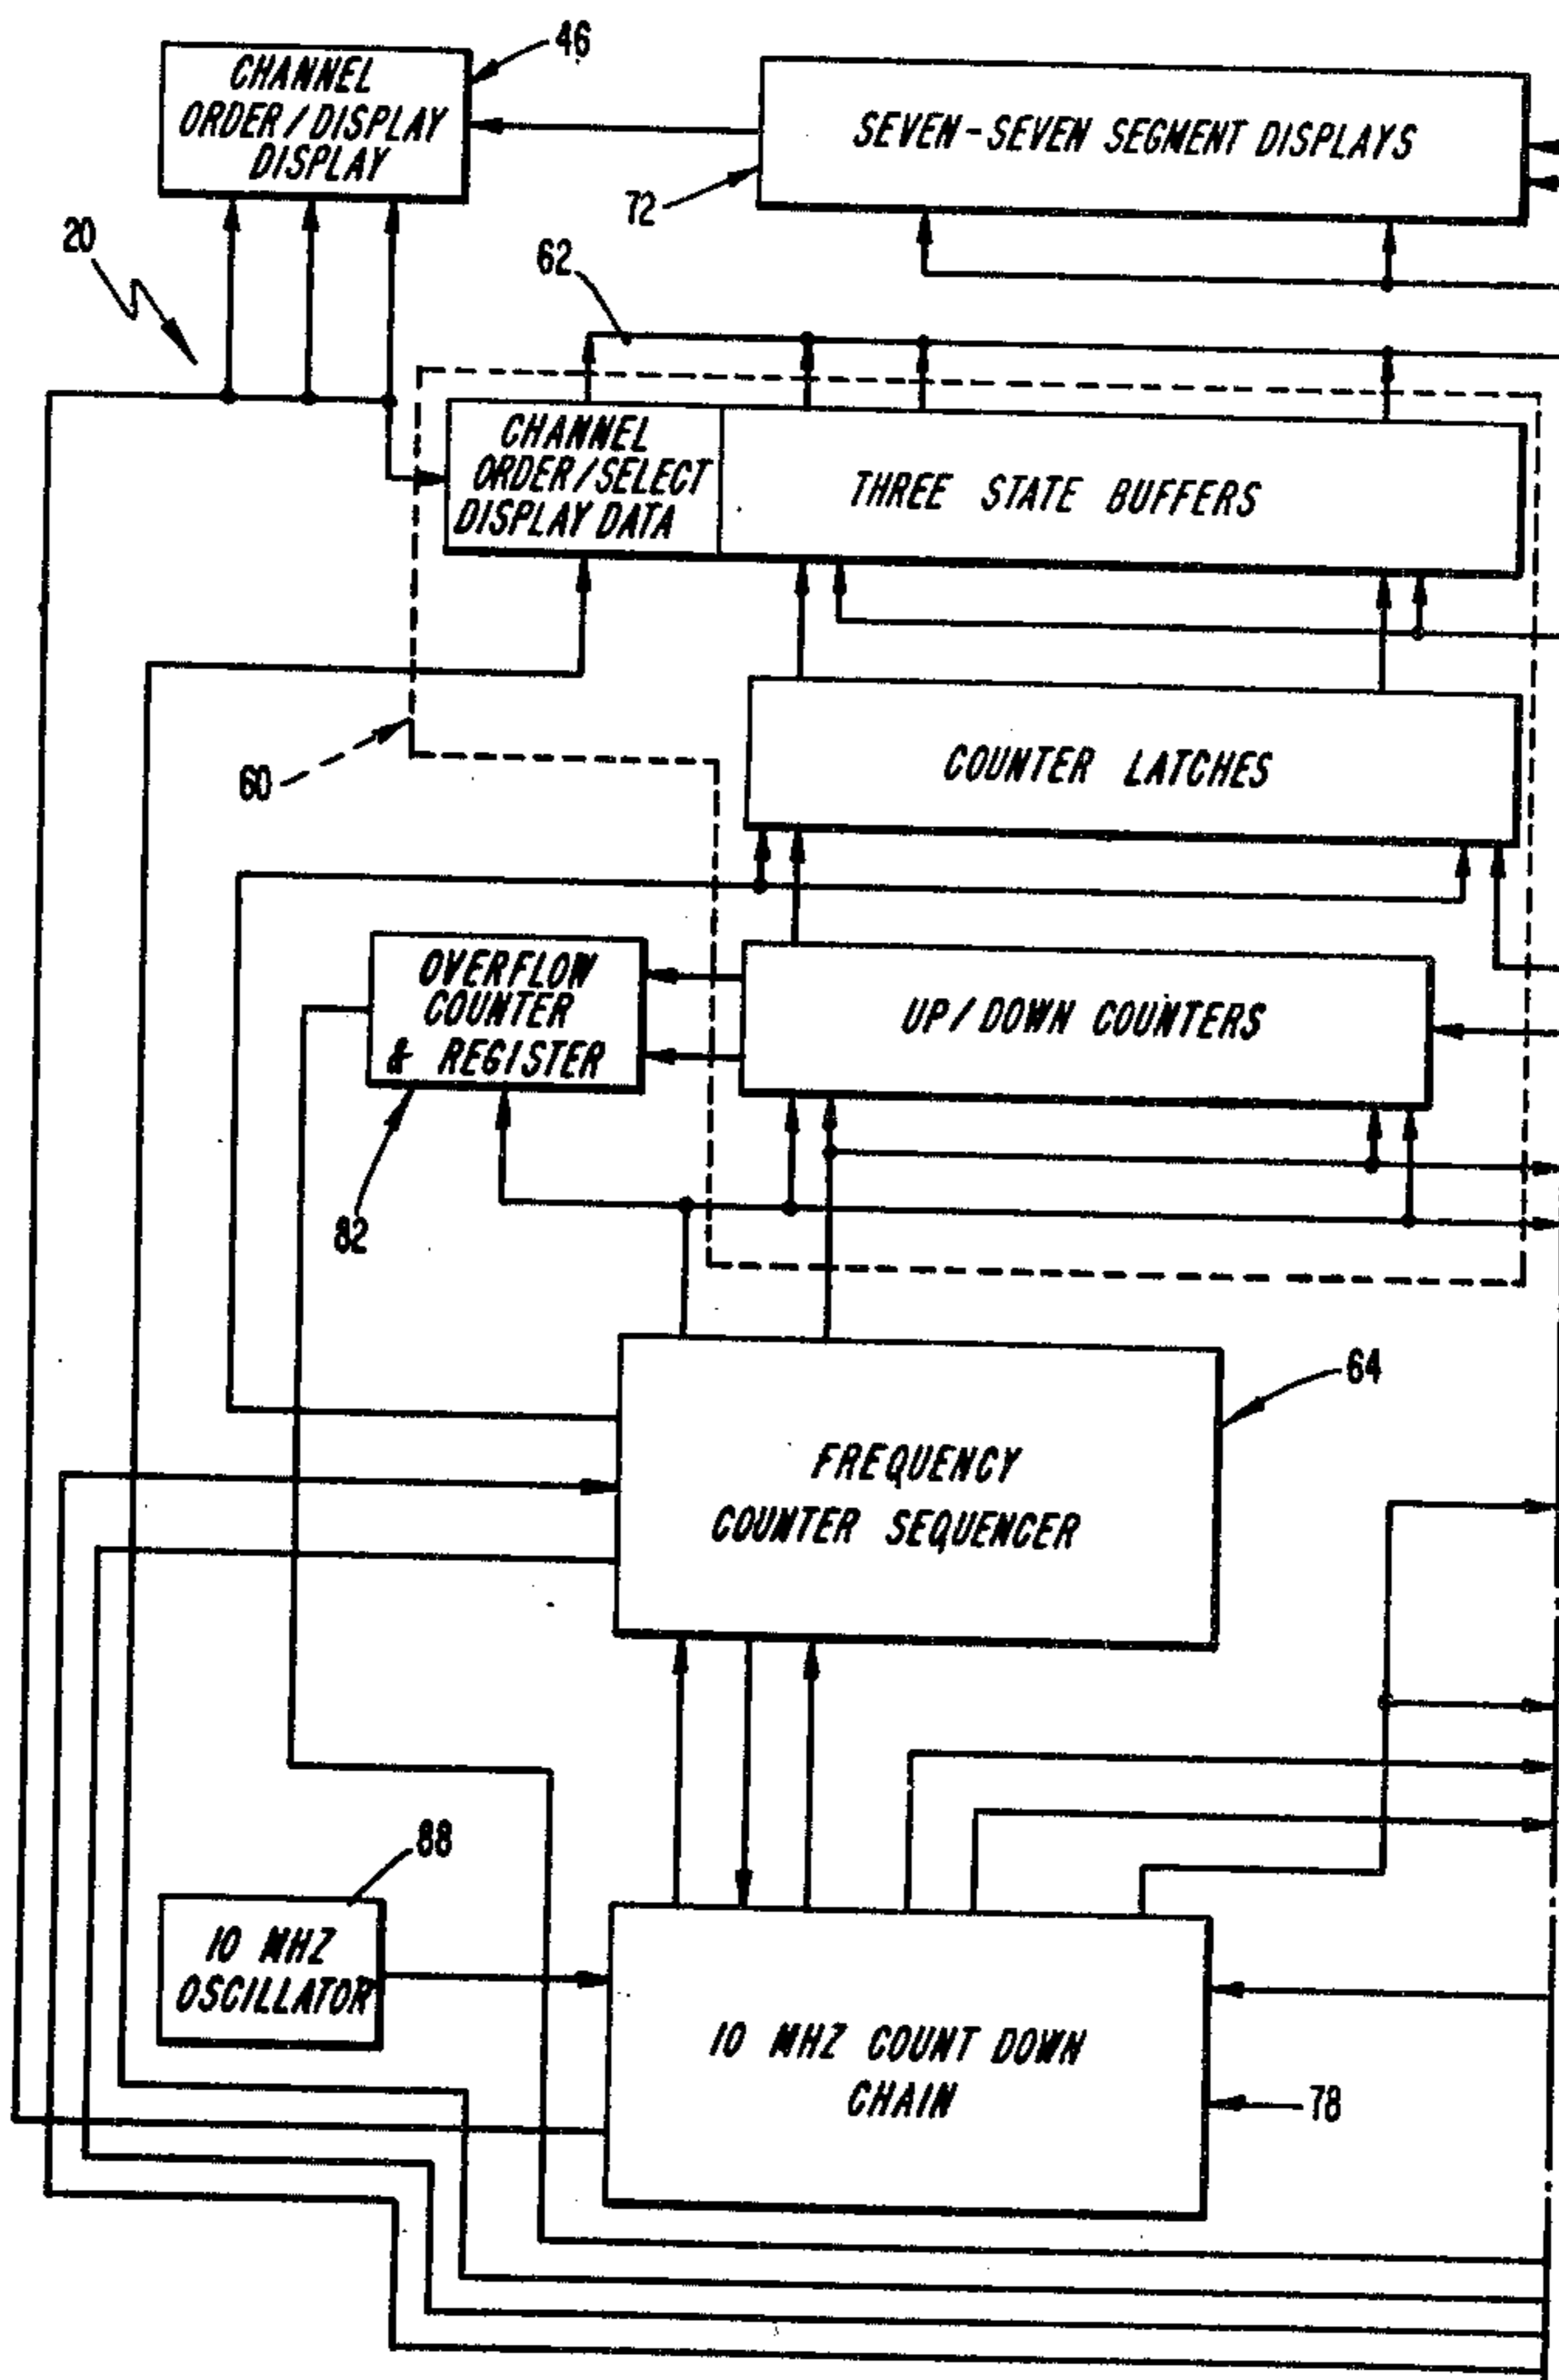 46
CHANNEL
ORDER/DISPLAY
DISPLAY
SEVEN-SEVEN SEGMENT DISPLAYS
72
20
62
CHANNEL
ORDER/SELECT
DISPLAY DATA
THREE STATE BUFFERS
60
COUNTER LATCHES
OVERFLOW
COUNTER
& REGISTER
UP/DOWN COUNTERS
82
64
FREQUENCY
COUNTER SEQUENCER
88
10 MHZ
OSCILLATOR
10 MHZ COUNT DOWN
CHAIN
78